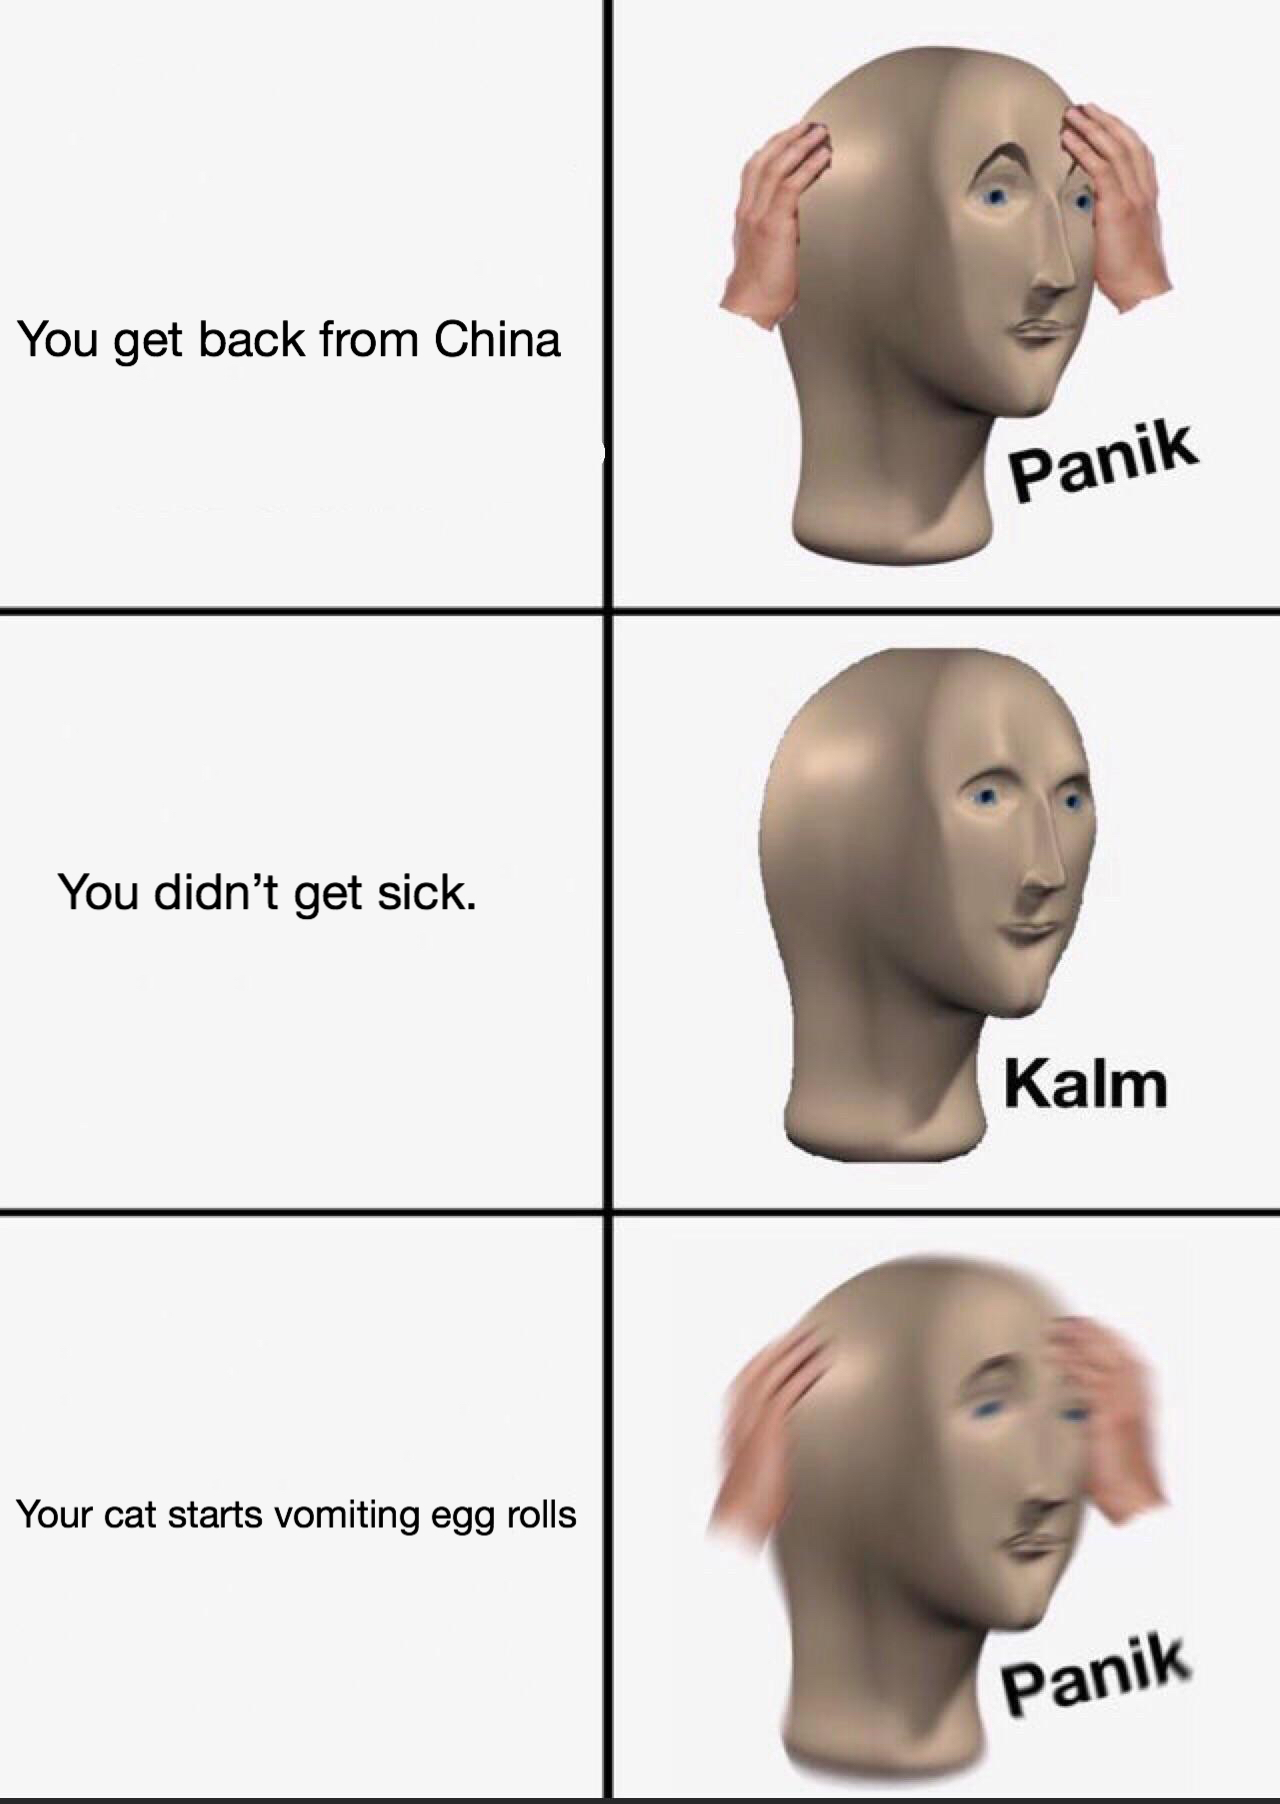 You get back from China
Panik
You didn’t get sick.
Kalm
Your cat starts vomiting egg rolls
Panik